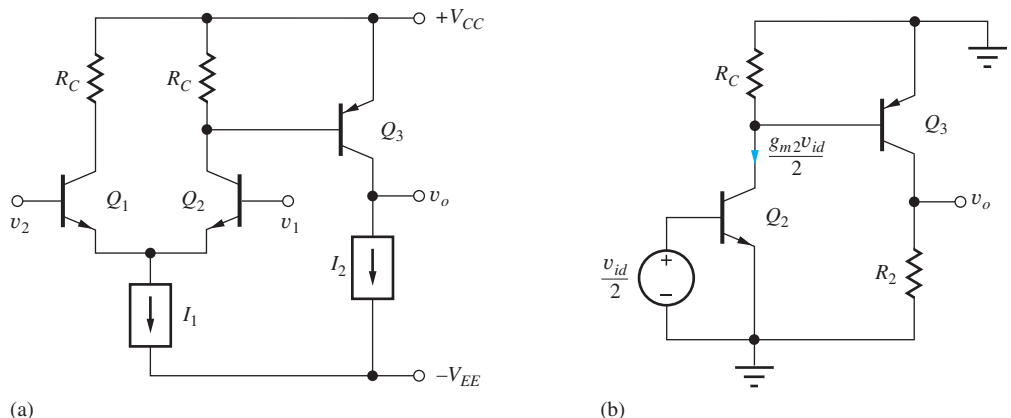 +V_CC
R_C
R_C
Q_3
v_o
Q_1
Q_2
v_2
v_1
I_2
I_1
−V_EE
(a)
R_C
Q_3
g_m2 v_id
2
v_o
Q_2
v_id
2
+
−
R_2
(b)